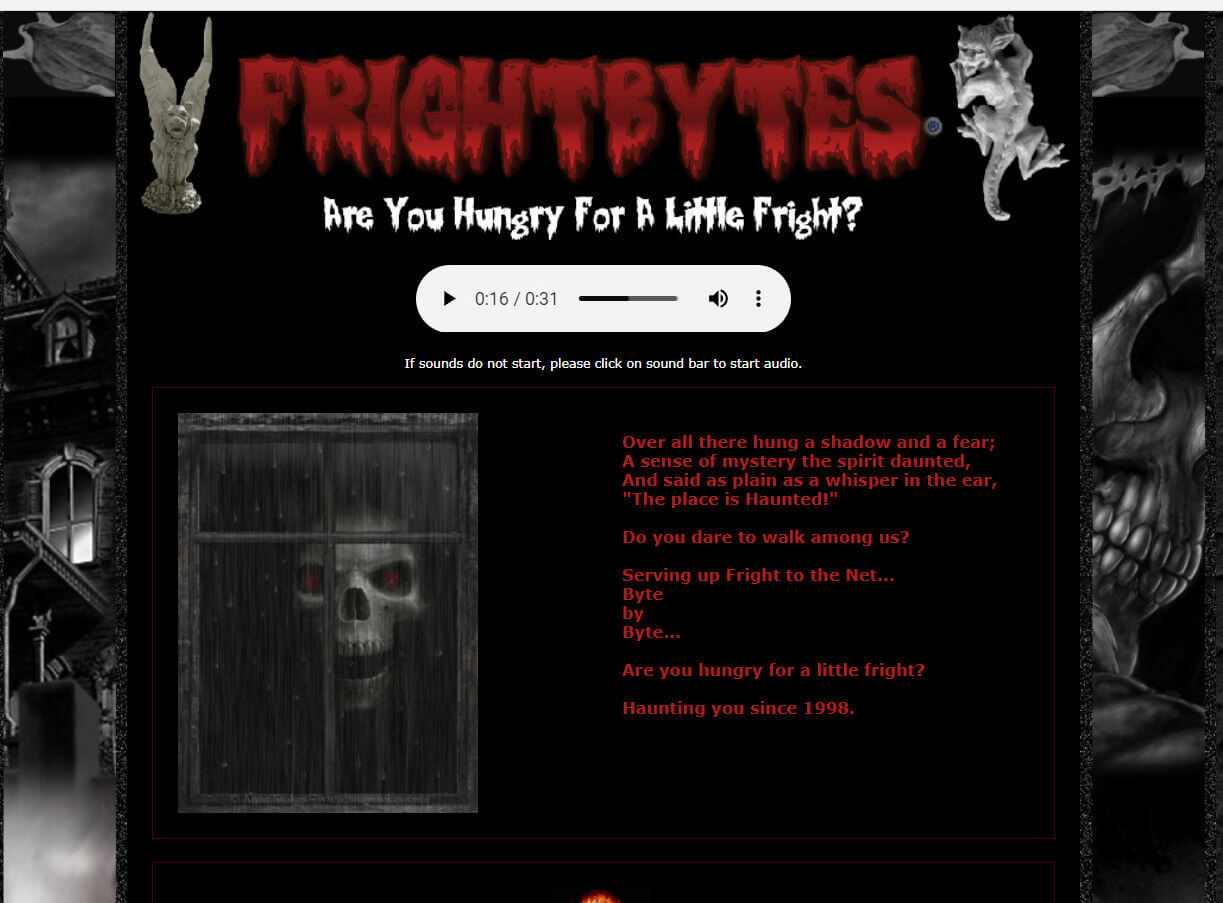 FRIGHTBYTES®
Are You Hungry For A Little Fright?
0:16 / 0:31
If sounds do not start, please click on sound bar to start audio.
Over all there hung a shadow and a fear;
A sense of mystery the spirit daunted,
And said as plain as a whisper in the ear,
"The place is Haunted!"
Do you dare to walk among us?
Serving up Fright to the Net...
Byte
by
Byte...
Are you hungry for a little fright?
Haunting you since 1998.